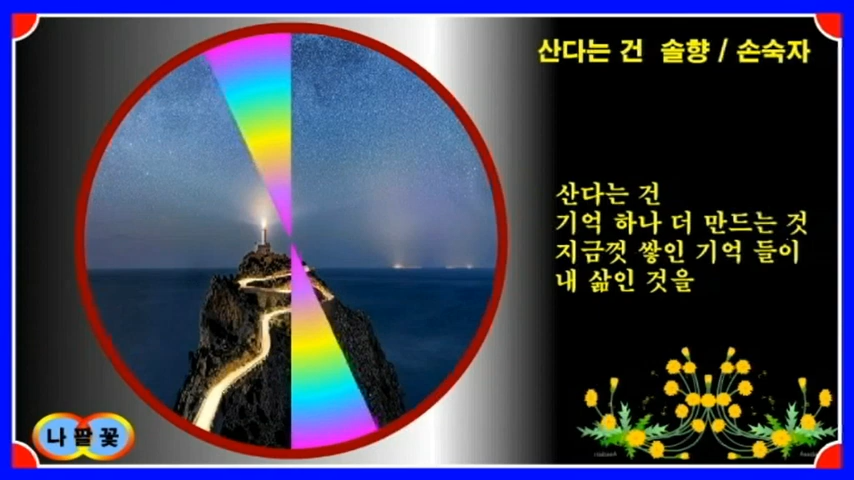 산다는 건 솔향 / 손숙자
산다는 건
기억 하나 더 만드는 것
지금껏 쌓인 기억 들이
내 삶인 것을
나 팔 꽃